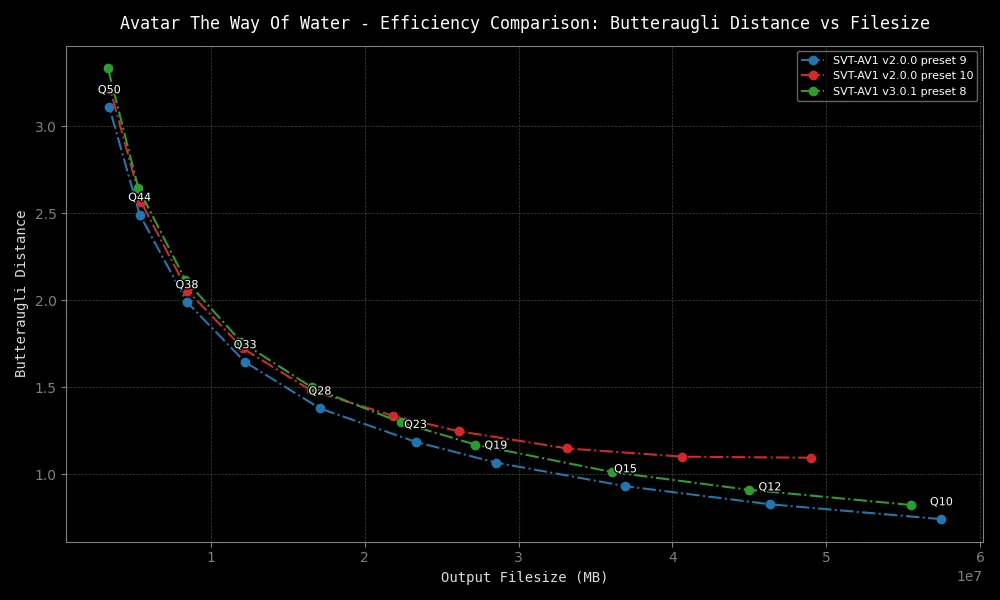 Avatar The Way Of Water - Efficiency Comparison: Butteraugli Distance vs Filesize
SVT-AV1 v2.0.0 preset 9
SVT-AV1 v2.0.0 preset 10
SVT-AV1 v3.0.1 preset 8
Butteraugli Distance
3.0
2.5
2.0
1.5
1.0
Q50
Q44
Q38
Q33
Q28
Q23
Q19
Q15
Q12
Q10
1
2
3
4
5
6
1e7
Output Filesize (MB)